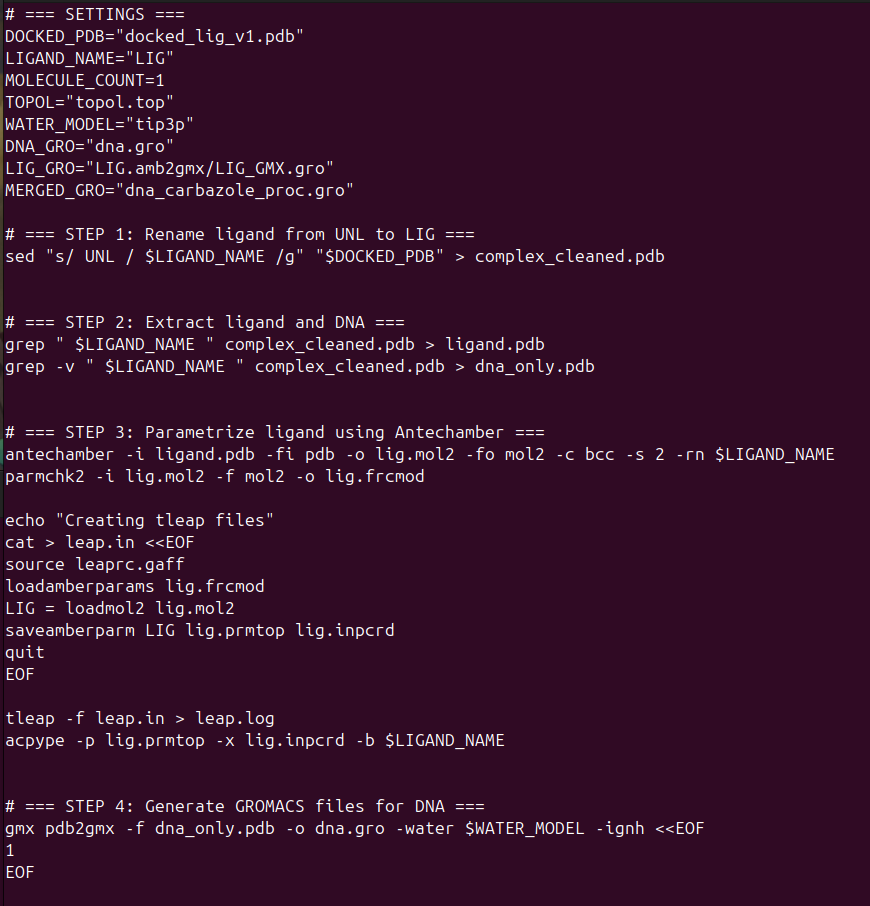 # === SETTINGS ===
DOCKED_PDB="docked_lig_v1.pdb"
LIGAND_NAME="LIG"
MOLECULE_COUNT=1
TOPOL="topol.top"
WATER_MODEL="tip3p"
DNA_GRO="dna.gro"
LIG_GRO="LIG.amb2gmx/LIG_GMX.gro"
MERGED_GRO="dna_carbazole_proc.gro"
# === STEP 1: Rename ligand from UNL to LIG ===
sed "s/ UNL / $LIGAND_NAME /g" "$DOCKED_PDB" > complex_cleaned.pdb
# === STEP 2: Extract ligand and DNA ===
grep " $LIGAND_NAME " complex_cleaned.pdb > ligand.pdb
grep -v " $LIGAND_NAME " complex_cleaned.pdb > dna_only.pdb
# === STEP 3: Parametrize ligand using Antechamber ===
antechamber -i ligand.pdb -fi pdb -o lig.mol2 -fo mol2 -c bcc -s 2 -rn $LIGAND_NAME
parmchk2 -i lig.mol2 -f mol2 -o lig.frcmod
echo "Creating tleap files"
cat > leap.in <<EOF
source leaprc.gaff
loadamberparams lig.frcmod
LIG = loadmol2 lig.mol2
saveamberparm LIG lig.prmtop lig.inpcrd
quit
EOF
tleap -f leap.in > leap.log
acpype -p lig.prmtop -x lig.inpcrd -b $LIGAND_NAME
# === STEP 4: Generate GROMACS files for DNA ===
gmx pdb2gmx -f dna_only.pdb -o dna.gro -water $WATER_MODEL -ignh <<EOF
1
EOF